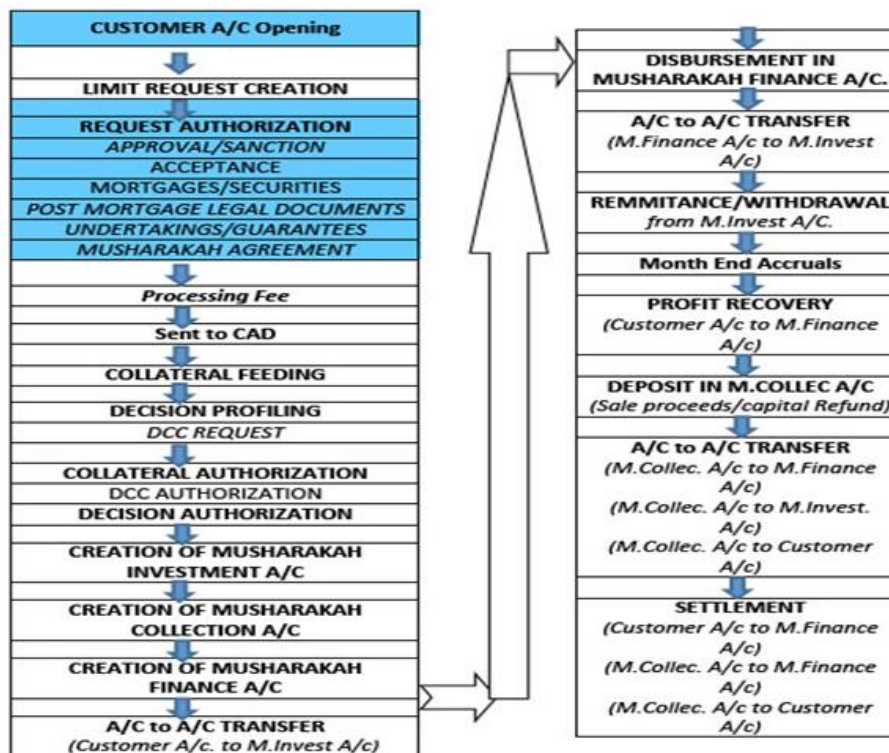 CUSTOMER A/C Opening
LIMIT REQUEST CREATION
REQUEST AUTHORIZATION
APPROVAL/SANCTION
ACCEPTANCE
MORTGAGES/SECURITIES
POST MORTGAGE LEGAL DOCUMENTS
UNDERTAKINGS/GUARANTEES
MUSHARAKAH AGREEMENT
Processing Fee
Sent to CAD
COLLATERAL FEEDING
DECISION PROFILING
DCC REQUEST
COLLATERAL AUTHORIZATION
DCC AUTHORIZATION
DECISION AUTHORIZATION
CREATION OF MUSHARAKAH
INVESTMENT A/C
CREATION OF MUSHARAKAH
COLLECTION A/C
CREATION OF MUSHARAKAH
FINANCE A/C
A/C to A/C TRANSFER
(Customer A/c. to M.Invest A/c)
DISBURSEMENT IN
MUSHARAKAH FINANCE A/C.
A/C to A/C TRANSFER
(M.Finance A/c to M.Invest
A/c)
REMMITANCE/WITHDRAWAL
from M.Invest A/C.
Month End Accruals
PROFIT RECOVERY
(Customer A/c to M.Finance
A/c)
DEPOSIT IN M.COLLEC A/C
(Sale proceeds/capital Refund)
A/C to A/C TRANSFER
(M.Collec. A/c to M.Finance
A/c)
(M.Collec. A/c to M.Invest.
A/c)
(M.Collec. A/c to Customer
A/c)
SETTLEMENT
(Customer A/c to M.Finance
A/c)
(M.Collec. A/c to M.Finance
A/c)
(M.Collec. A/c to Customer
A/c)